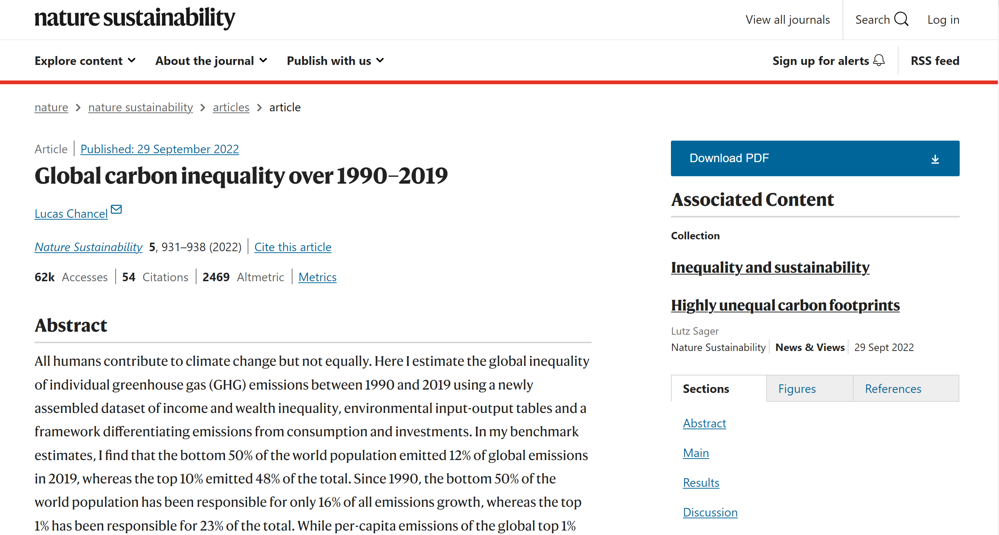 nature sustainability
View all journals
Search
Log in
Explore content
About the journal
Publish with us
Sign up for alerts
RSS feed
nature > nature sustainability > articles > article
Article | Published: 29 September 2022
Global carbon inequality over 1990–2019
Lucas Chancel
Nature Sustainability 5, 931–938 (2022) | Cite this article
62k Accesses | 54 Citations | 2469 Altmetric | Metrics
Abstract
All humans contribute to climate change but not equally. Here I estimate the global inequality
of individual greenhouse gas (GHG) emissions between 1990 and 2019 using a newly
assembled dataset of income and wealth inequality, environmental input-output tables and a
framework differentiating emissions from consumption and investments. In my benchmark
estimates, I find that the bottom 50% of the world population emitted 12% of global emissions
in 2019, whereas the top 10% emitted 48% of the total. Since 1990, the bottom 50% of the
world population has been responsible for only 16% of all emissions growth, whereas the top
1% has been responsible for 23% of the total. While per-capita emissions of the global top 1%
Download PDF
Associated Content
Collection
Inequality and sustainability
Highly unequal carbon footprints
Lutz Sager
Nature Sustainability | News & Views | 29 Sept 2022
Sections
Figures
References
Abstract
Main
Results
Discussion